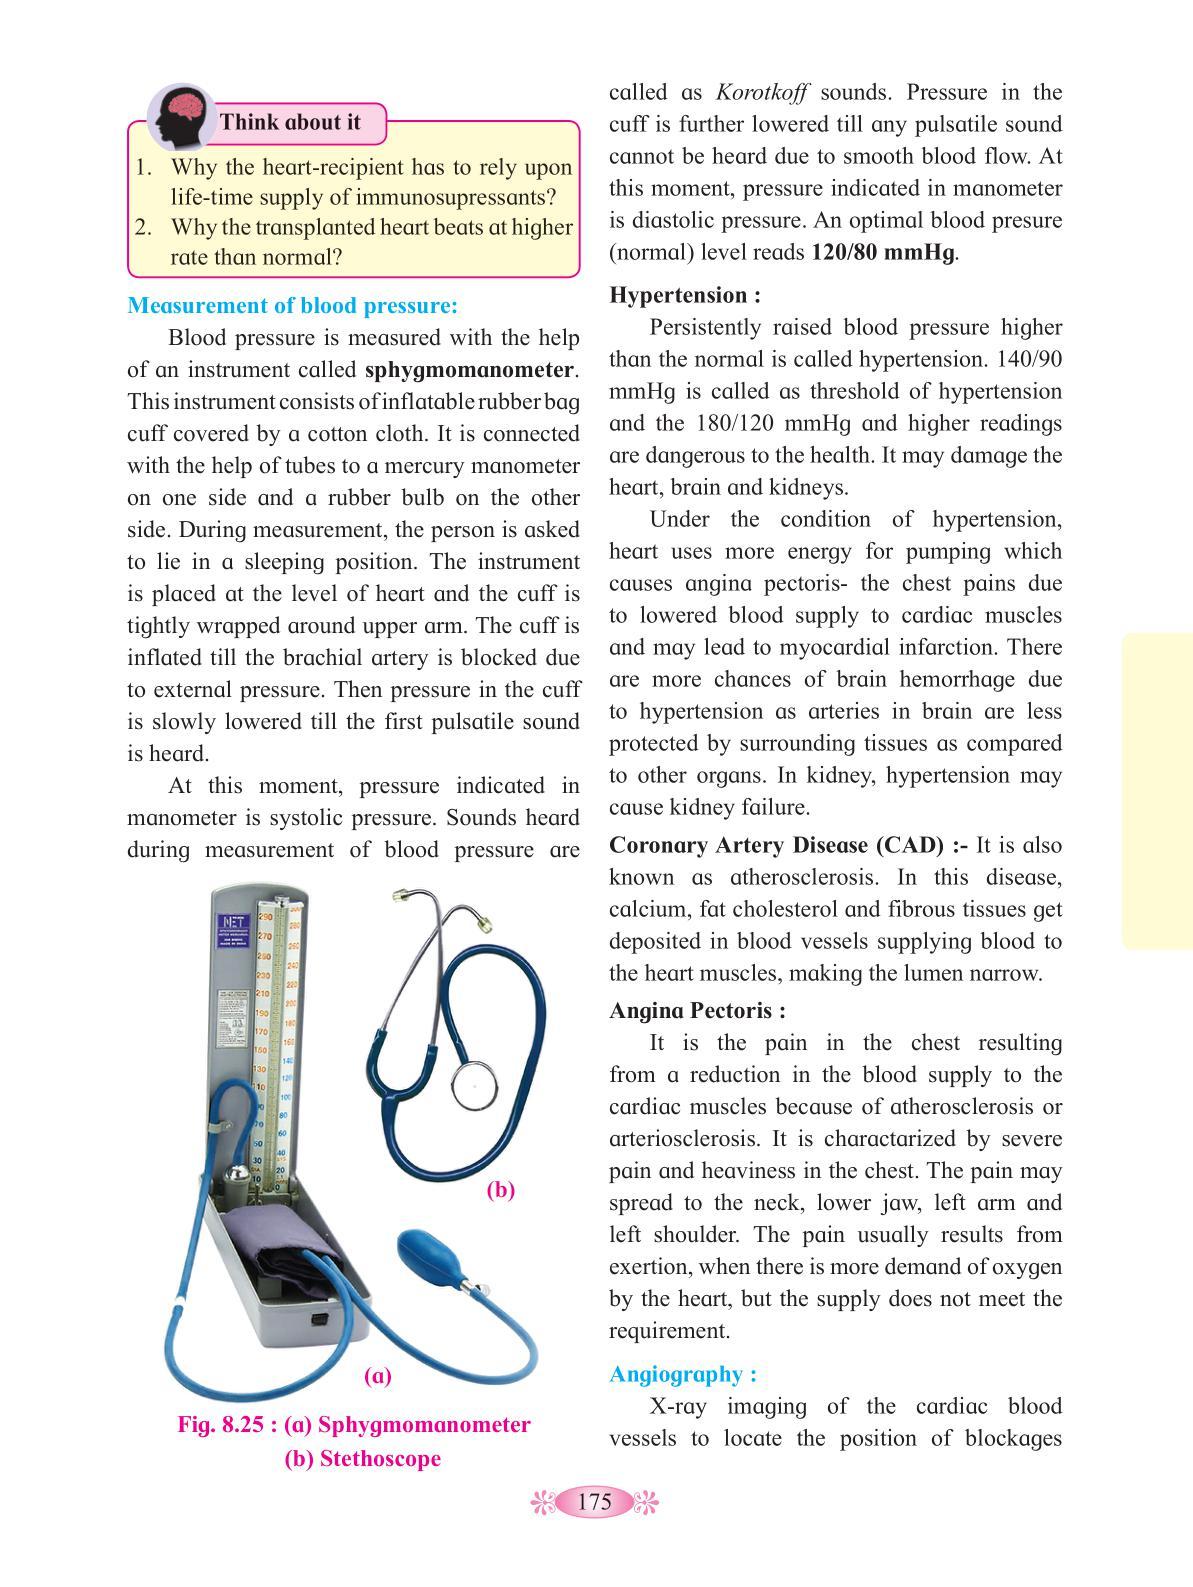 Think about it
1. Why the heart-recipient has to rely upon
life-time supply of immunosupressants?
2. Why the transplanted heart beats at higher
rate than normal?
Measurement of blood pressure:
Blood pressure is measured with the help
of an instrument called sphygmomanometer.
This instrument consists of inflatable rubber bag
cuff covered by a cotton cloth. It is connected
with the help of tubes to a mercury manometer
on one side and a rubber bulb on the other
side. During measurement, the person is asked
to lie in a sleeping position. The instrument
is placed at the level of heart and the cuff is
tightly wrapped around upper arm. The cuff is
inflated till the brachial artery is blocked due
to external pressure. Then pressure in the cuff
is slowly lowered till the first pulsatile sound
is heard.
At this moment, pressure indicated in
manometer is systolic pressure. Sounds heard
during measurement of blood pressure are
NET
290
270
250
230
210
190
170
150
130
110
50
30
10
300
280
260
240
220
200
180
160
140
120
100
80
60
40
20
0
(b)
(a)
Fig. 8.25 : (a) Sphygmomanometer
(b) Stethoscope
called as Korotkoff sounds. Pressure in the
cuff is further lowered till any pulsatile sound
cannot be heard due to smooth blood flow. At
this moment, pressure indicated in manometer
is diastolic pressure. An optimal blood presure
(normal) level reads 120/80 mmHg.
Hypertension :
Persistently raised blood pressure higher
than the normal is called hypertension. 140/90
mmHg is called as threshold of hypertension
and the 180/120 mmHg and higher readings
are dangerous to the health. It may damage the
heart, brain and kidneys.
Under the condition of hypertension,
heart uses more energy for pumping which
causes angina pectoris- the chest pains due
to lowered blood supply to cardiac muscles
and may lead to myocardial infarction. There
are more chances of brain hemorrhage due
to hypertension as arteries in brain are less
protected by surrounding tissues as compared
to other organs. In kidney, hypertension may
cause kidney failure.
Coronary Artery Disease (CAD) :- It is also
known as atherosclerosis. In this disease,
calcium, fat cholesterol and fibrous tissues get
deposited in blood vessels supplying blood to
the heart muscles, making the lumen narrow.
Angina Pectoris :
It is the pain in the chest resulting
from a reduction in the blood supply to the
cardiac muscles because of atherosclerosis or
arteriosclerosis. It is charactarized by severe
pain and heaviness in the chest. The pain may
spread to the neck, lower jaw, left arm and
left shoulder. The pain usually results from
exertion, when there is more demand of oxygen
by the heart, but the supply does not meet the
requirement.
Angiography :
X-ray imaging of the cardiac blood
vessels to locate the position of blockages
175